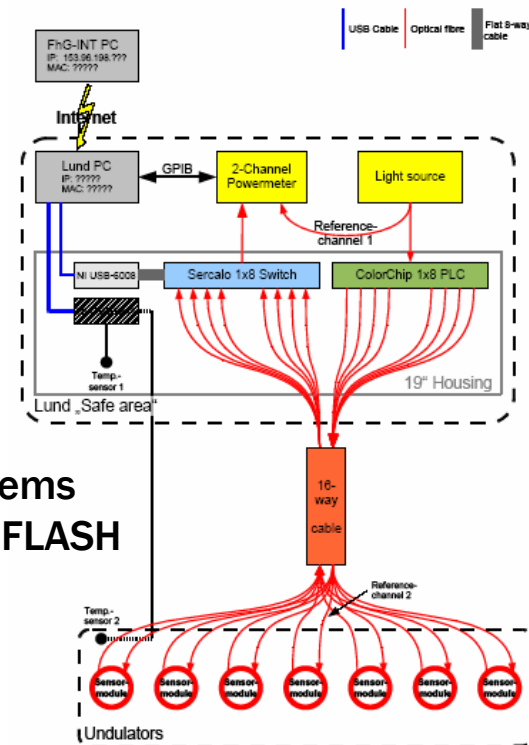 USB Cable
Optical fibre
Flat 8-way
cable
FhG-INT PC
IP: 153.96.198.???
MAC: ?????
Internet
Lund PC
IP: ?????
MAC: ?????
GPIB
2-Channel
Powermeter
Light source
Reference-
channel 1
NI USB-6008
Sercalo 1x8 Switch
ColorChip 1x8 PLC
Temp.-
sensor 1
19“ Housing
Lund „Safe area“
16-
way
cable
ems
FLASH
Reference-
channel 2
Temp.-
sensor 2
Sensor-
module
Sensor-
module
Sensor-
module
Sensor-
module
Sensor-
module
Sensor-
module
Sensor-
module
Undulators